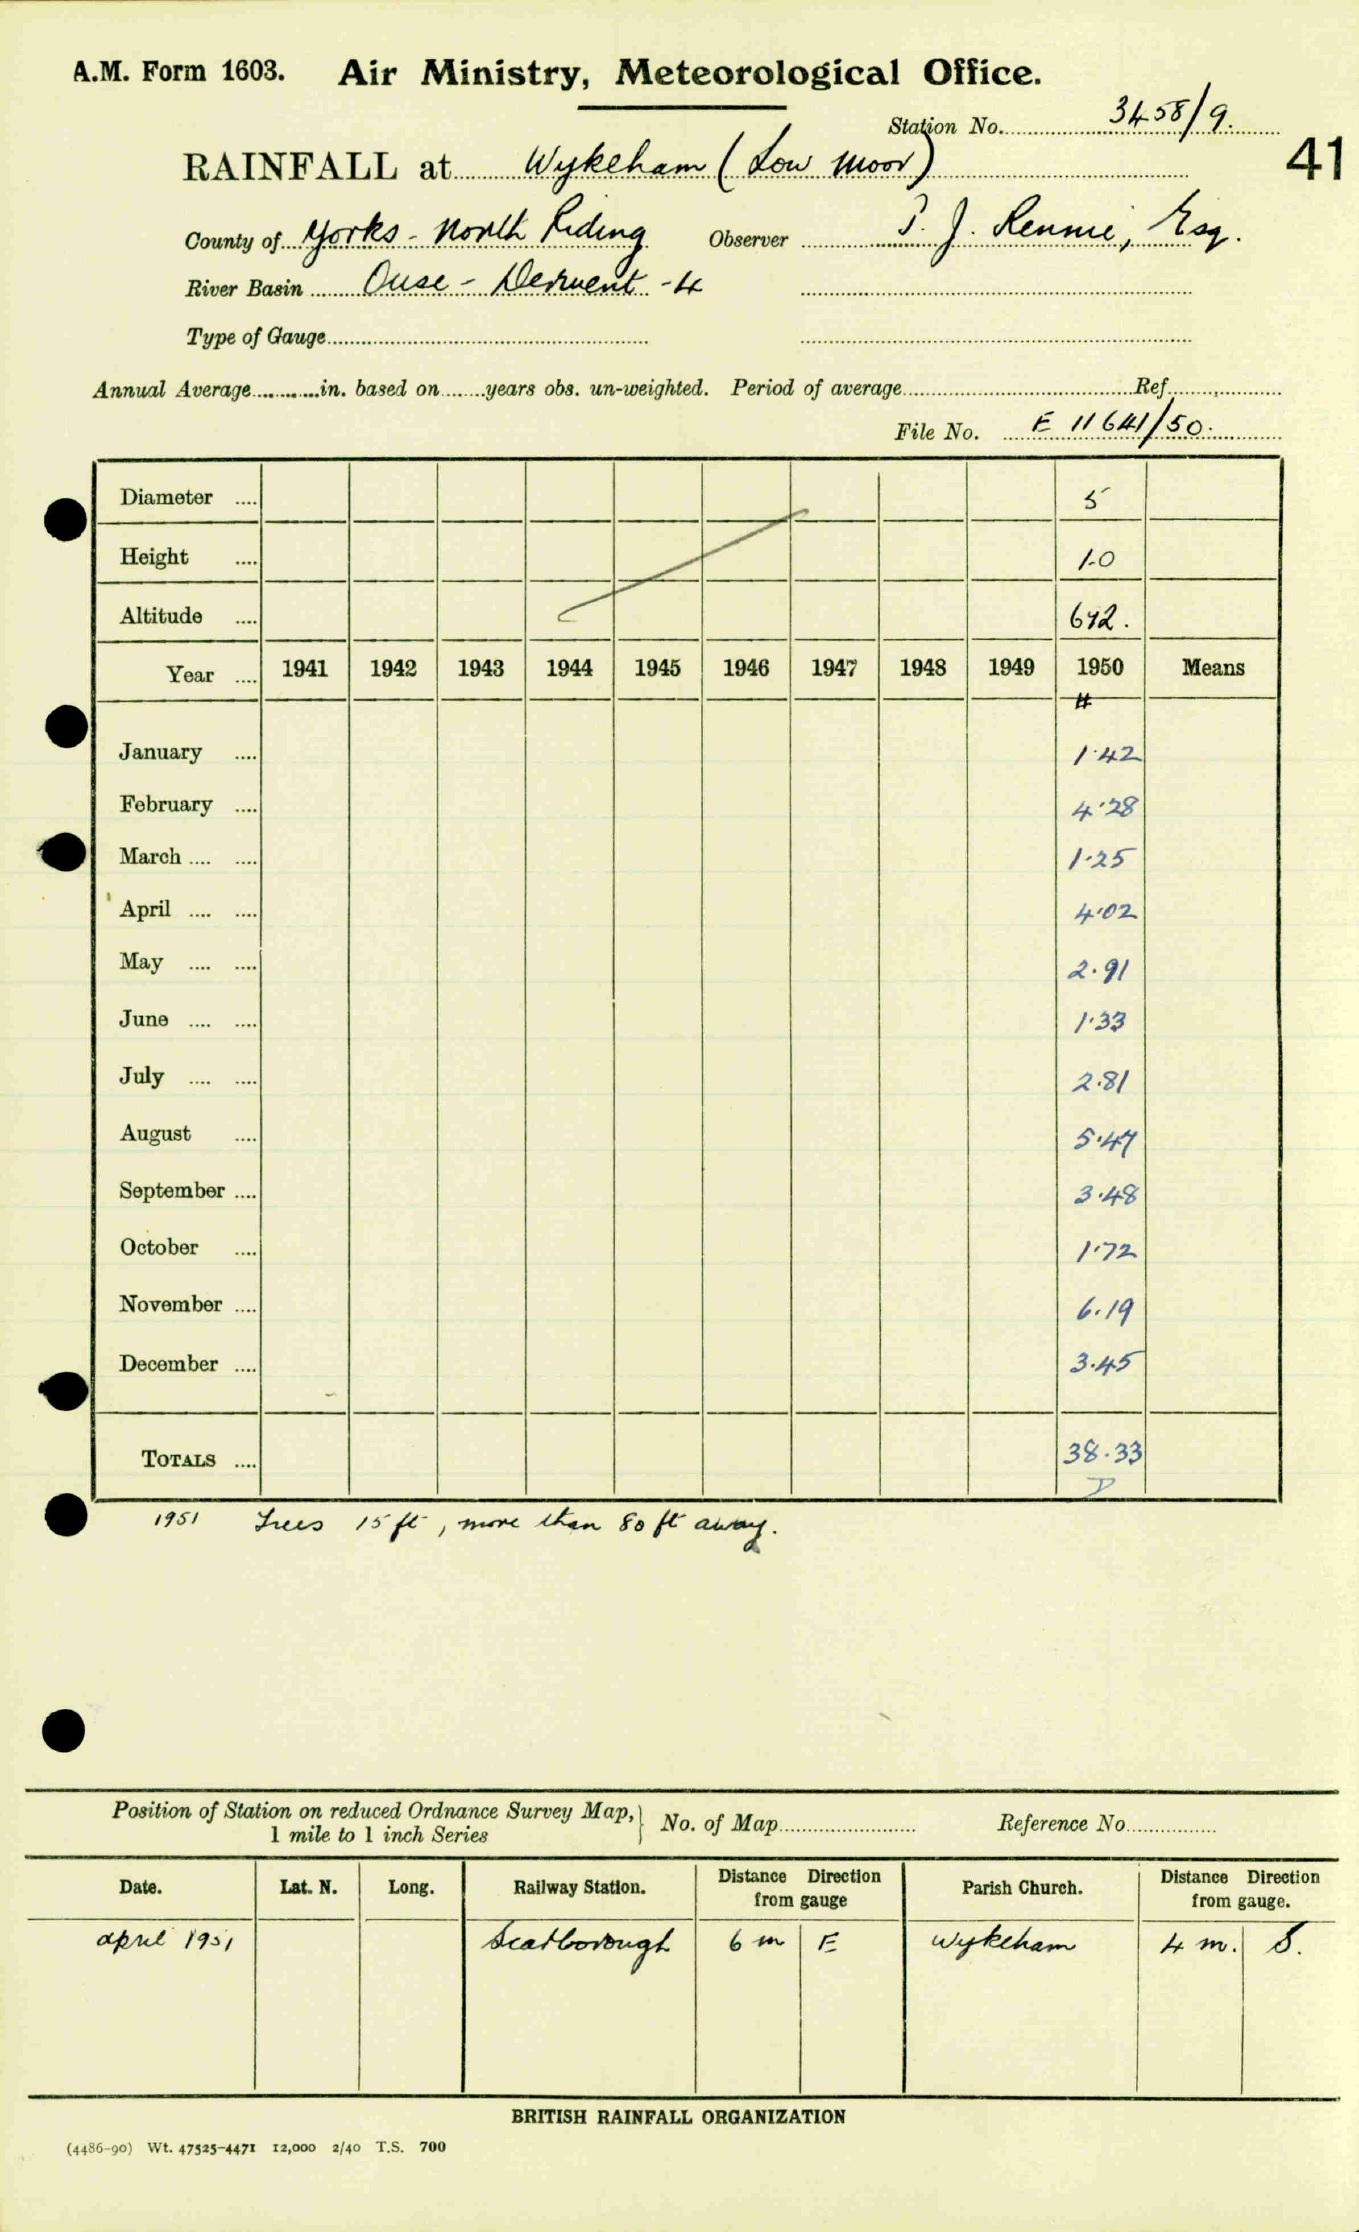 A.M. Form 1603. Air Ministry, Meteorological Office.
Station No. 3458/9.
41
RAINFALL at Wykeham (Low Moor)
County of Yorks - North Riding Observer P. J. Rennie, Esq.
River Basin Ouse - Derwent - 4
Type of Gauge
Annual Average in. based on years obs. un-weighted. Period of average Ref.
File No. E 11641/50.
Diameter .... 5
Height .... 1.0
Altitude .... 642.
Year .... 1941 1942 1943 1944 1945 1946 1947 1948 1949 1950 Means
January .... 1.42
February .... 4.28
March .... .... 1.25
April .... .... 4.02
May .... .... 2.91
June .... .... 1.33
July .... .... 2.81
August .... 5.47
September .... 3.48
October .... 1.72
November .... 6.19
December .... 3.45
TOTALS .... 38.33
1951 Trees 15 ft, more than 80 ft away.
Position of Station on reduced Ordnance Survey Map, 1 mile to 1 inch Series } No. of Map Reference No.
Date. Lat. N. Long. Railway Station. Distance Direction from gauge Parish Church. Distance Direction from gauge.
April 1951 Scarborough 6 m E Wykeham 4 m. S.
BRITISH RAINFALL ORGANIZATION
(4486-90) Wt. 47525-4471 12,000 2/40 T.S. 700